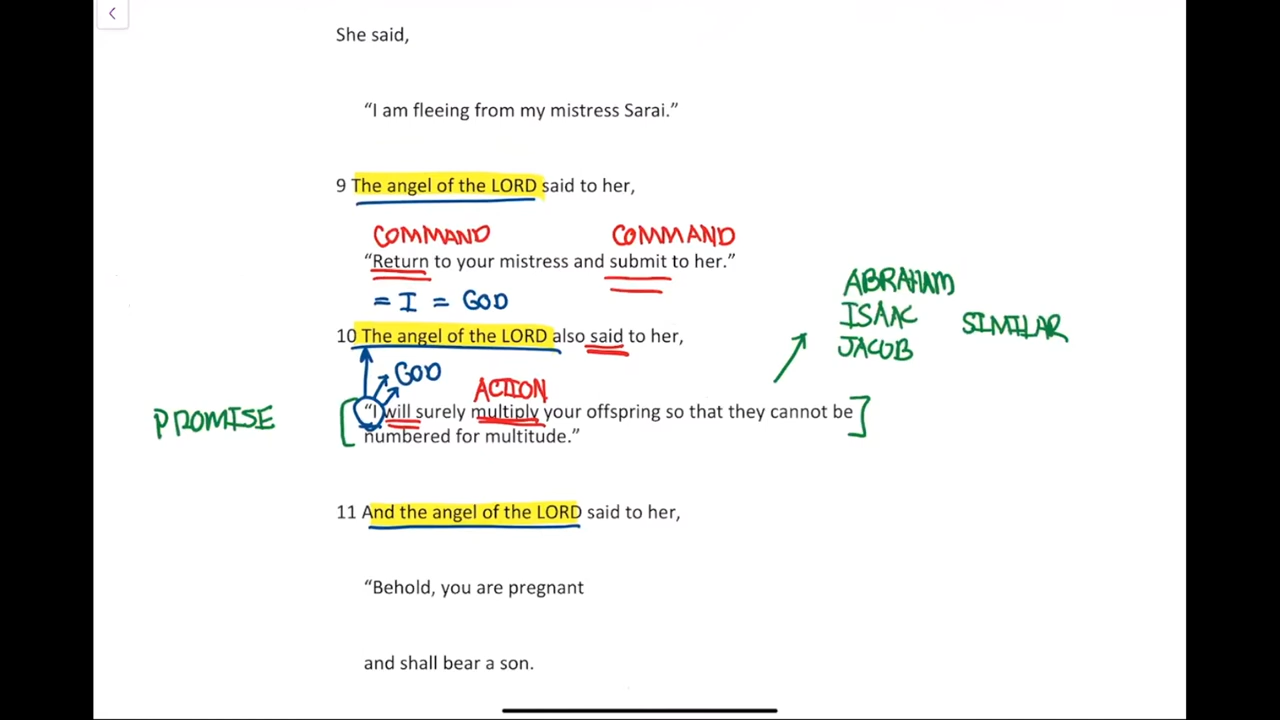 She said,
“I am fleeing from my mistress Sarai.”
9 The angel of the LORD said to her,
COMMAND COMMAND
“Return to your mistress and submit to her.”
= I = GOD
ABRAHAM
ISAAC SIMILAR
JACOB
10 The angel of the LORD also said to her,
GOD
ACTION
PROMISE
[“I will surely multiply your offspring so that they cannot be]
numbered for multitude.”
11 And the angel of the LORD said to her,
“Behold, you are pregnant
and shall bear a son.